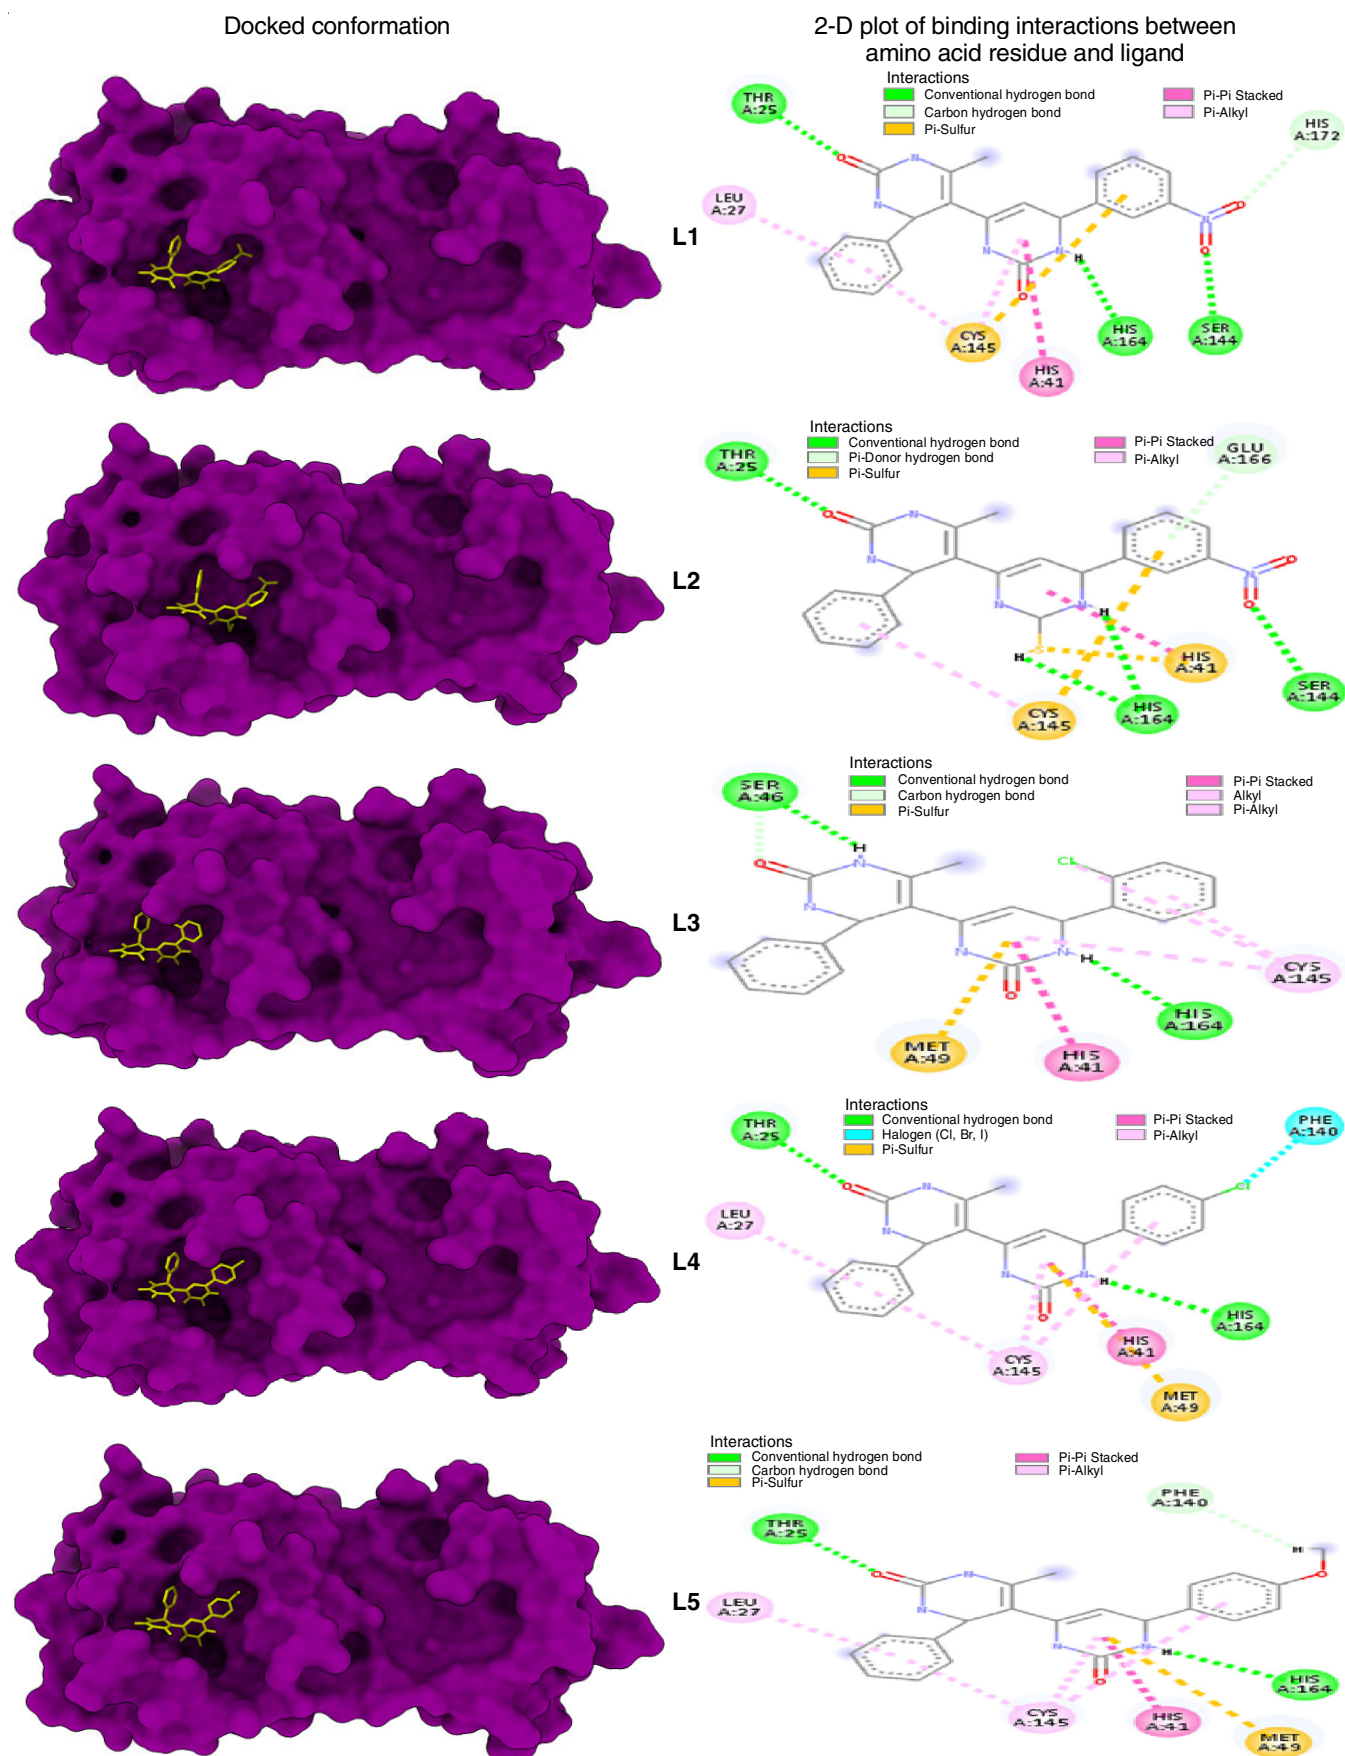 Docked conformation
2-D plot of binding interactions between
amino acid residue and ligand
L1
Interactions
Conventional hydrogen bond
Carbon hydrogen bond
Pi-Sulfur
Pi-Pi Stacked
Pi-Alkyl
THR
A:25
HIS
A:172
LEU
A:27
O
N
N
N
N
H
O
N
O
O
CYS
A:145
HIS
A:41
HIS
A:164
SER
A:144
L2
Interactions
Conventional hydrogen bond
Pi-Donor hydrogen bond
Pi-Sulfur
Pi-Pi Stacked
Pi-Alkyl
THR
A:25
GLU
A:166
O
N
N
N
N
H
S
H
N
O
O
HIS
A:41
CYS
A:145
HIS
A:164
SER
A:144
L3
Interactions
Conventional hydrogen bond
Carbon hydrogen bond
Pi-Sulfur
Pi-Pi Stacked
Alkyl
Pi-Alkyl
SER
A:46
H
N
O
N
Cl
N
N
H
O
CYS
A:145
HIS
A:164
MET
A:49
HIS
A:41
L4
Interactions
Conventional hydrogen bond
Halogen (Cl, Br, I)
Pi-Sulfur
Pi-Pi Stacked
Pi-Alkyl
THR
A:25
PHE
A:140
LEU
A:27
O
N
N
Cl
N
N
H
O
HIS
A:164
HIS
A:41
CYS
A:145
MET
A:49
L5
Interactions
Conventional hydrogen bond
Carbon hydrogen bond
Pi-Sulfur
Pi-Pi Stacked
Pi-Alkyl
PHE
A:140
THR
A:25
H
O
LEU
A:27
O
N
N
N
N
H
O
HIS
A:164
CYS
A:145
HIS
A:41
MET
A:49